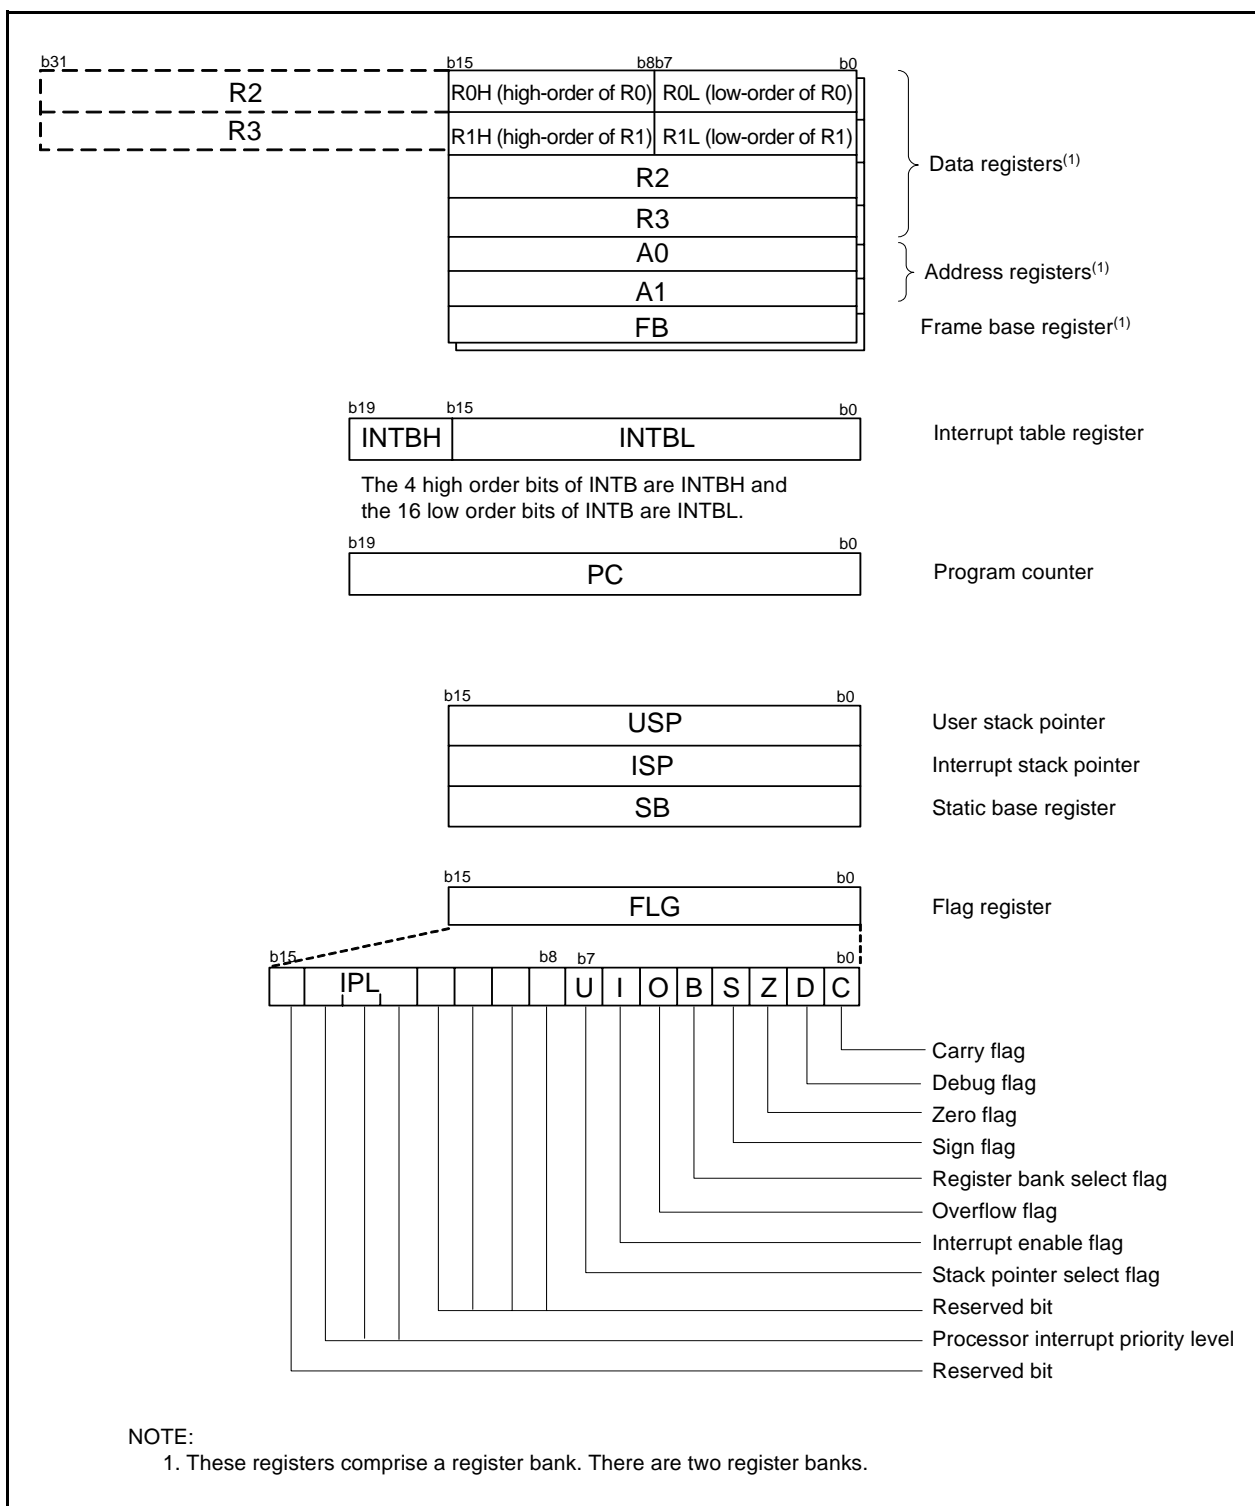 b31 b15 b8b7 b0
R2 R0H (high-order of R0) R0L (low-order of R0)
R3 R1H (high-order of R1) R1L (low-order of R1)
Data registers(1)
R2
R3
A0
Address registers(1)
A1
FB Frame base register(1)
b19 b15 b0
INTBH INTBL Interrupt table register
The 4 high order bits of INTB are INTBH and
the 16 low order bits of INTB are INTBL.
b19 b0
PC Program counter
b15 b0
USP User stack pointer
ISP Interrupt stack pointer
SB Static base register
b15 b0
FLG Flag register
b15 b8 b7 b0
IPL U I O B S Z D C
Carry flag
Debug flag
Zero flag
Sign flag
Register bank select flag
Overflow flag
Interrupt enable flag
Stack pointer select flag
Reserved bit
Processor interrupt priority level
Reserved bit
NOTE:
1. These registers comprise a register bank. There are two register banks.